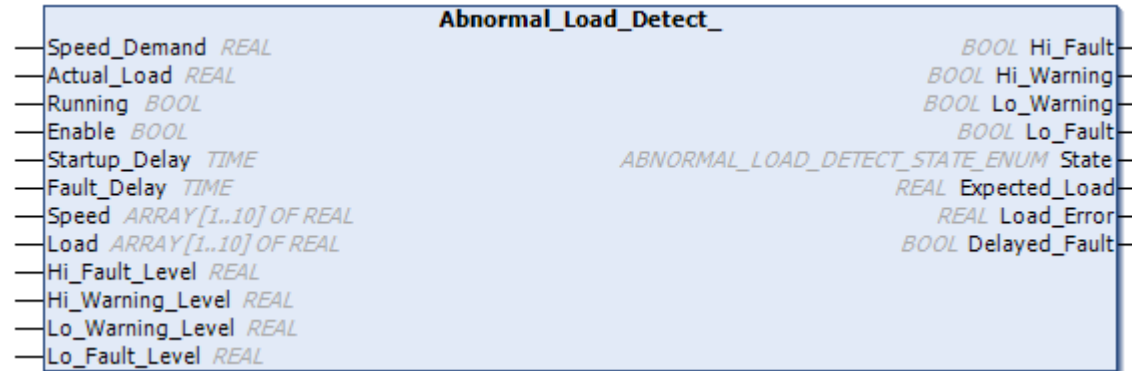 Abnormal_Load_Detect_
Speed_Demand REAL BOOL Hi_Fault
Actual_Load REAL BOOL Hi_Warning
Running BOOL BOOL Lo_Warning
Enable BOOL BOOL Lo_Fault
Startup_Delay TIME ABNORMAL_LOAD_DETECT_STATE_ENUM State
Fault_Delay TIME REAL Expected_Load
Speed ARRAY [1..10] OF REAL REAL Load_Error
Load ARRAY [1..10] OF REAL BOOL Delayed_Fault
Hi_Fault_Level REAL
Hi_Warning_Level REAL
Lo_Warning_Level REAL
Lo_Fault_Level REAL